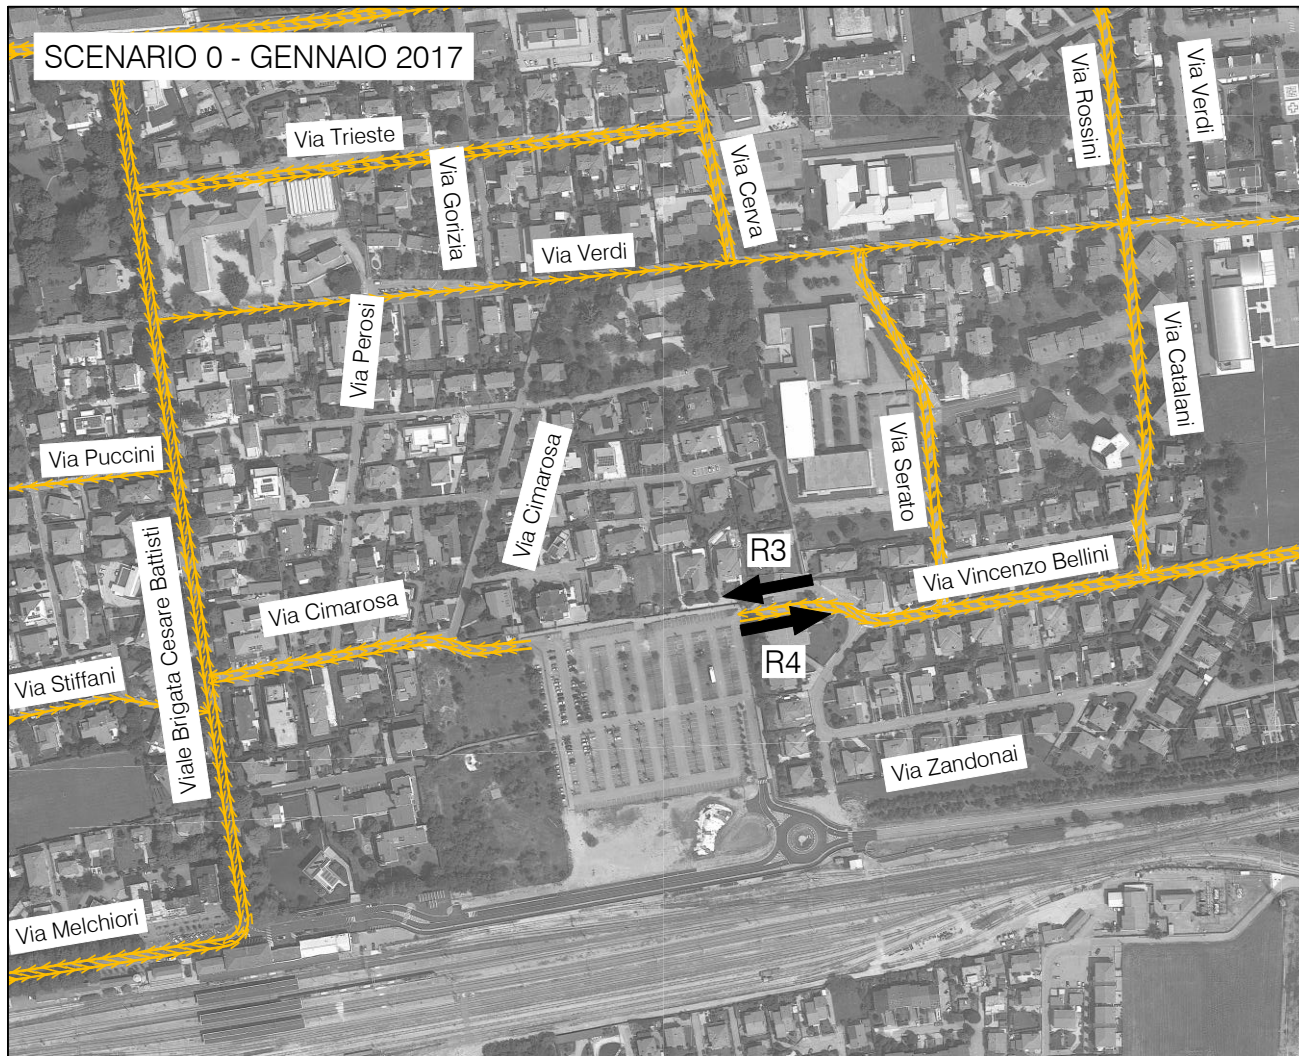 SCENARIO 0 - GENNAIO 2017
Via Trieste
Via Gorizia
Via Verdi
Via Cerva
Via Rossini
Via Verdi
Via Perosi
Via Puccini
Via Cimarosa
Via Serato
Via Catalani
Viale Brigata Cesare Battisti
R3
Via Vincenzo Bellini
Via Cimarosa
R4
Via Stiffani
Via Zandonai
Via Melchiori